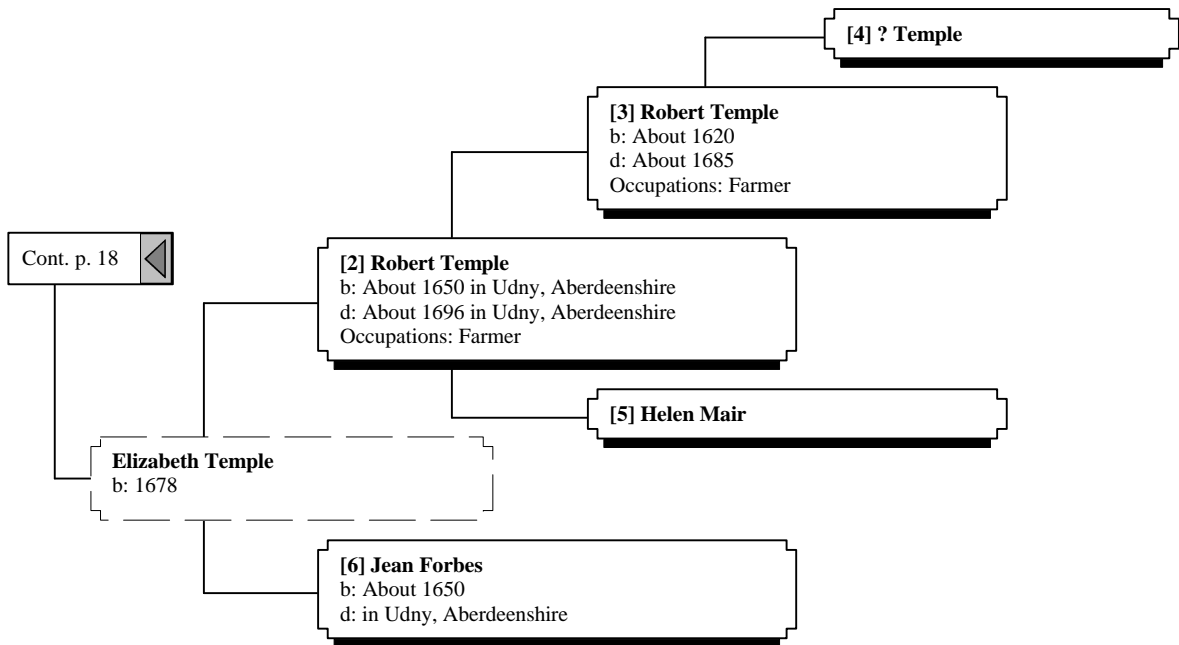 [4] ? Temple
[3] Robert Temple
b: About 1620
d: About 1685
Occupations: Farmer
Cont. p. 18
[2] Robert Temple
b: About 1650 in Udny, Aberdeenshire
d: About 1696 in Udny, Aberdeenshire
Occupations: Farmer
[5] Helen Mair
Elizabeth Temple
b: 1678
[6] Jean Forbes
b: About 1650
d: in Udny, Aberdeenshire